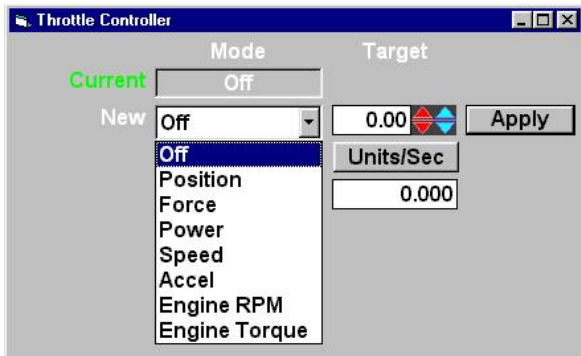 Throttle Controller
Mode Target
Current Off
New Off 0.00 Apply
Off Units/Sec
Position 0.000
Force
Power
Speed
Accel
Engine RPM
Engine Torque